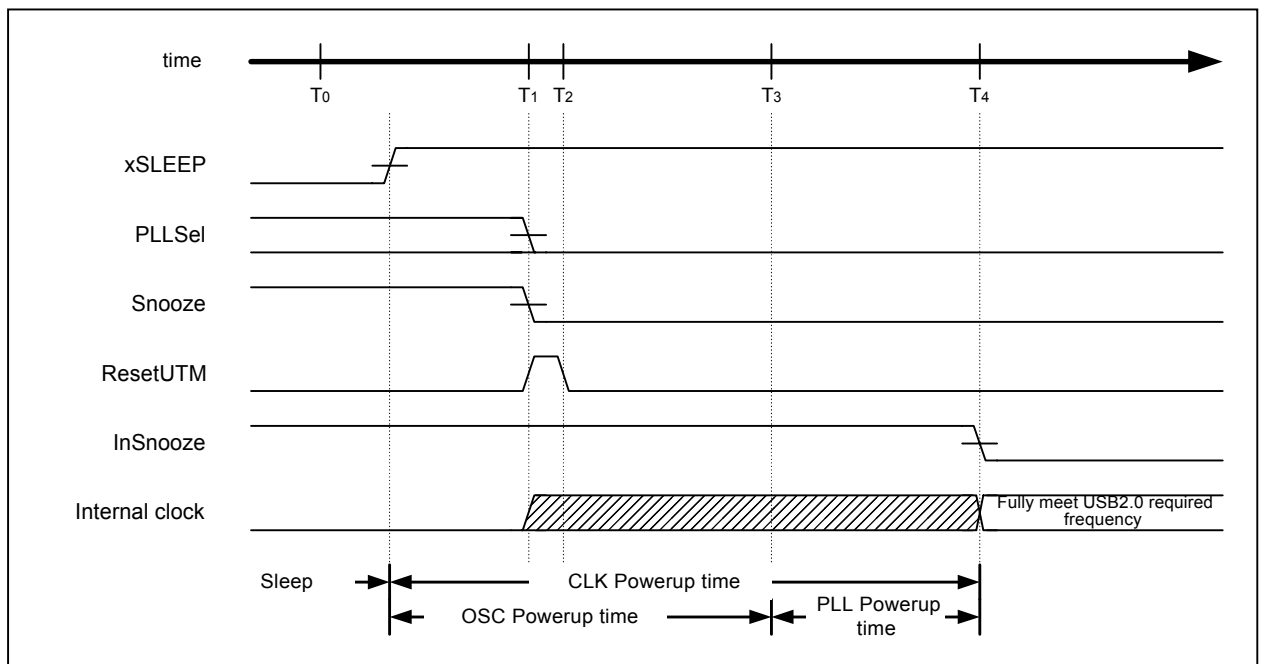 time
T0
T1
T2
T3
T4
xSLEEP
PLLSel
Snooze
ResetUTM
InSnooze
Internal clock
Fully meet USB2.0 required
frequency
Sleep
CLK Powerup time
OSC Powerup time
PLL Powerup
time